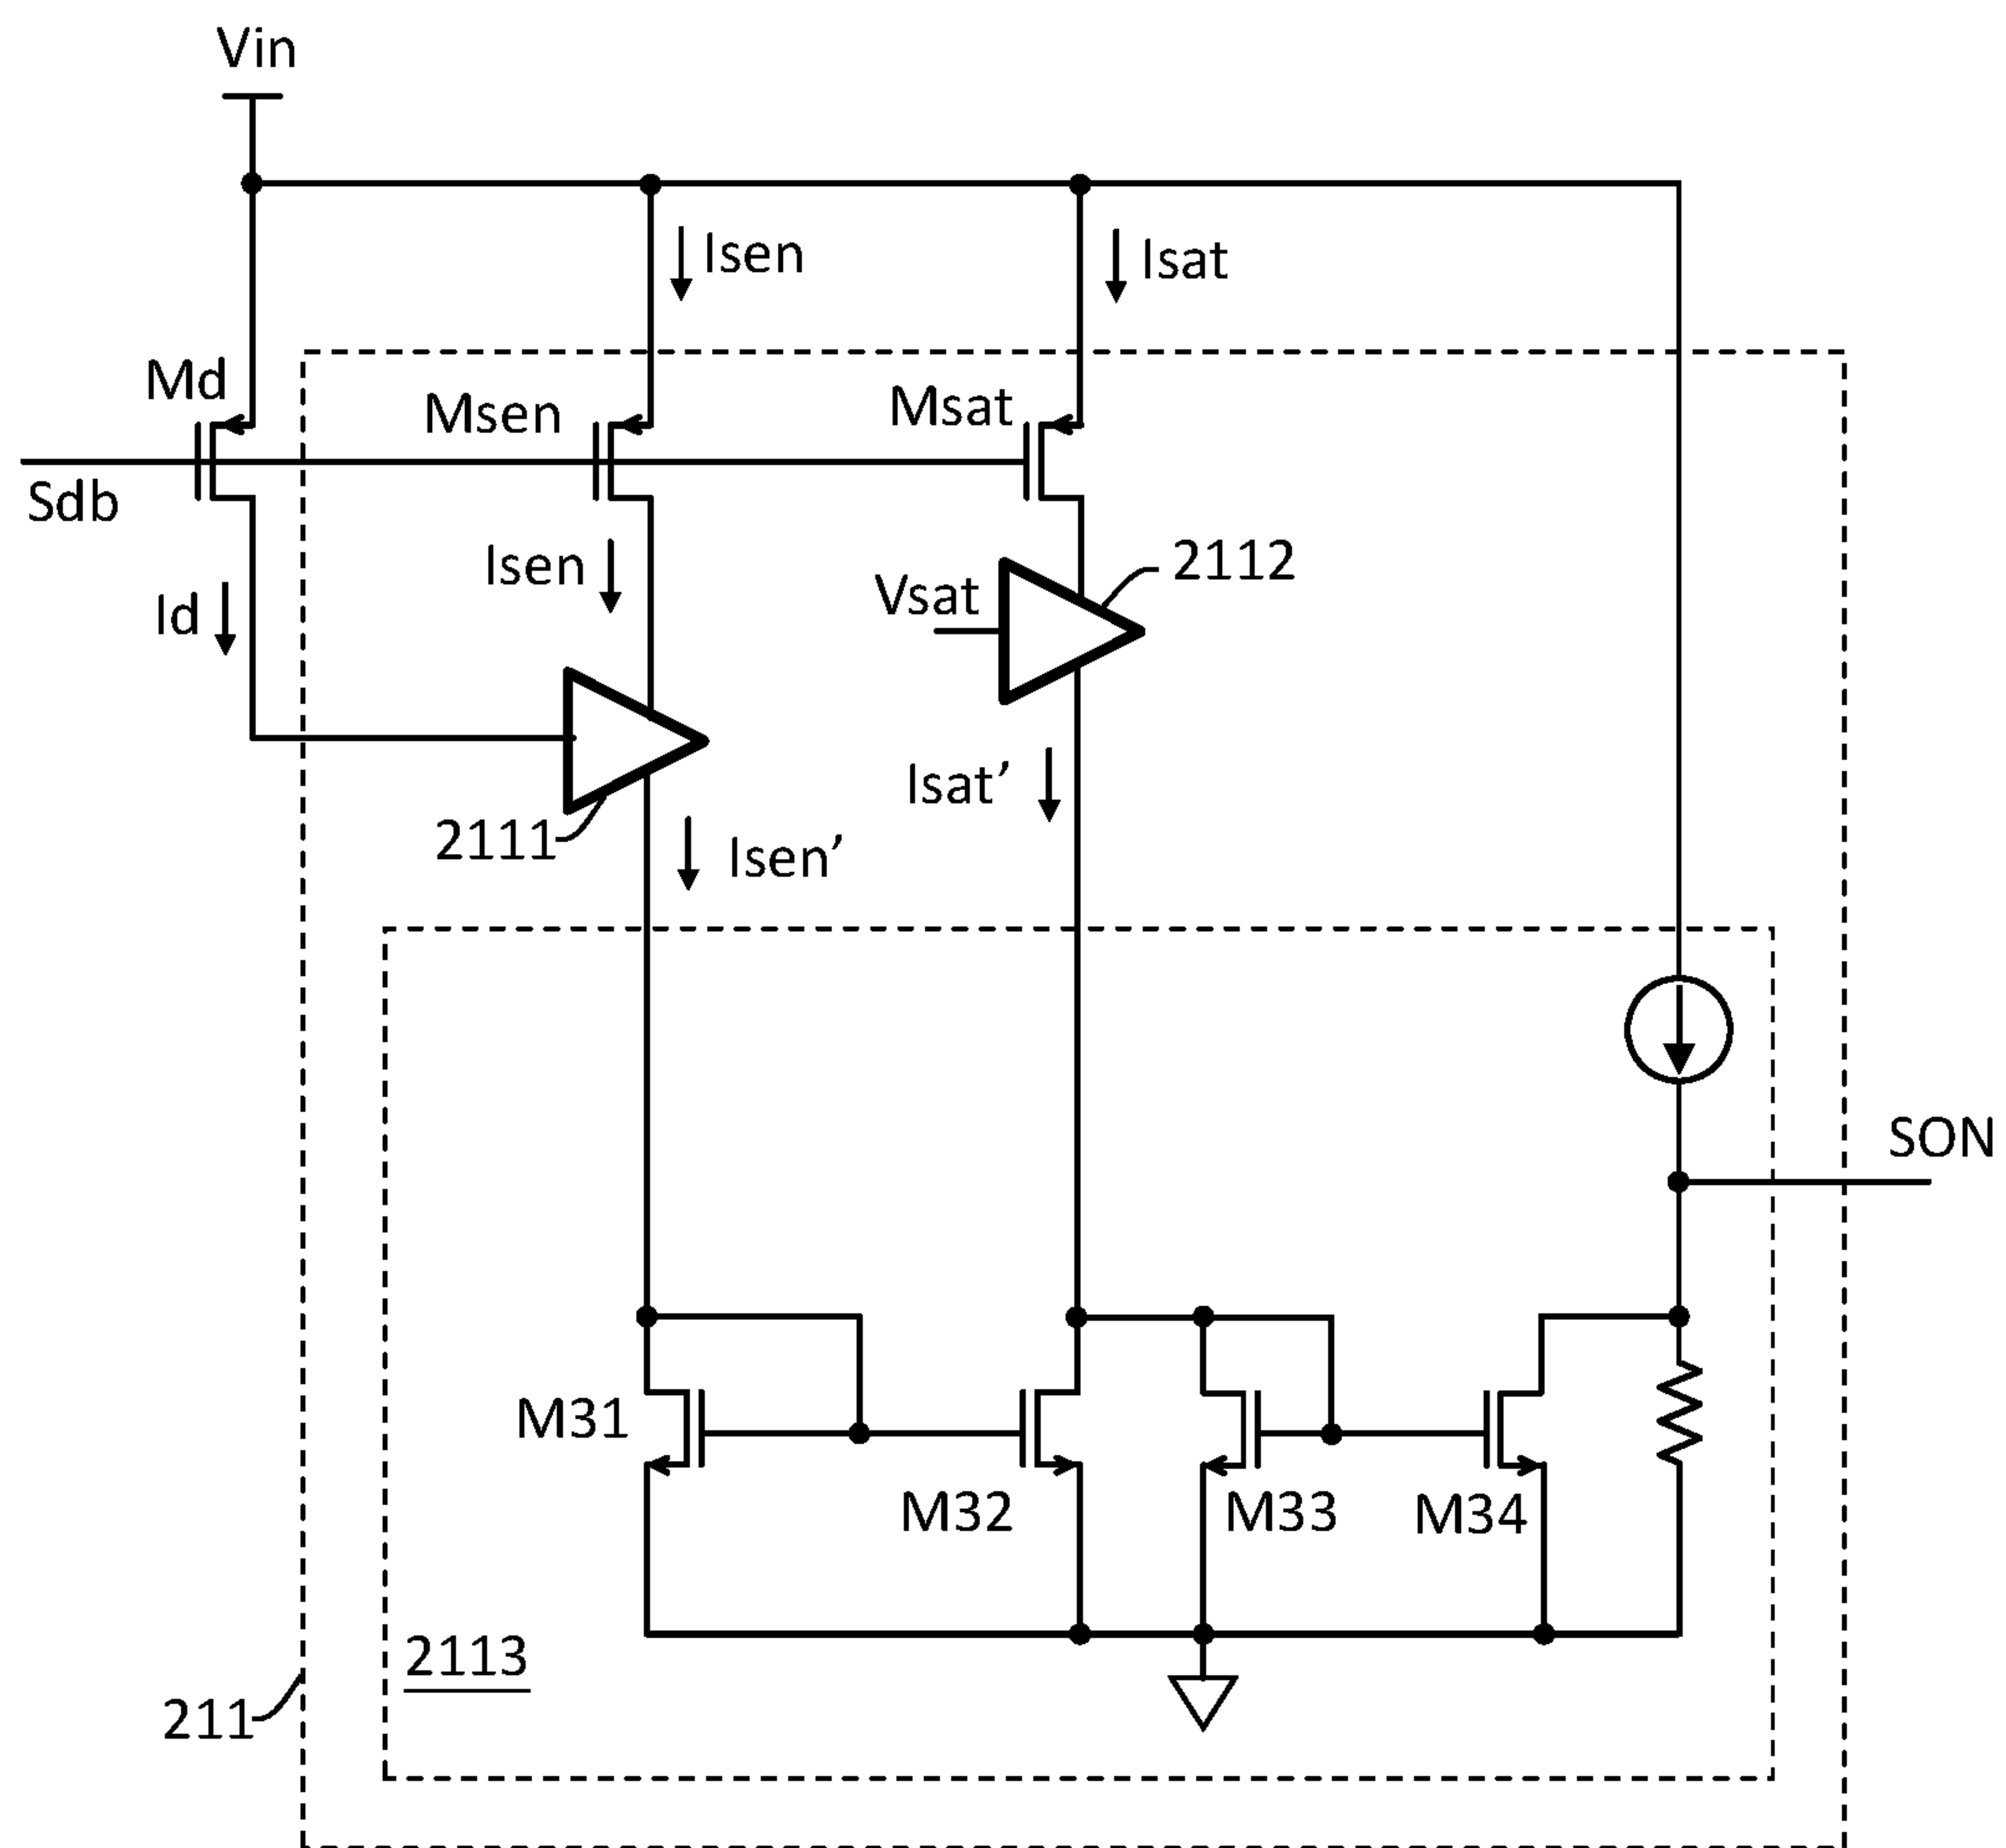 Vin
Isen
Isat
Md
Msen
Msat
Sdb
Isen
2112
Vsat
Id
Isat’
2111
Isen’
SON
M31
M32
M33
M34
2113
211